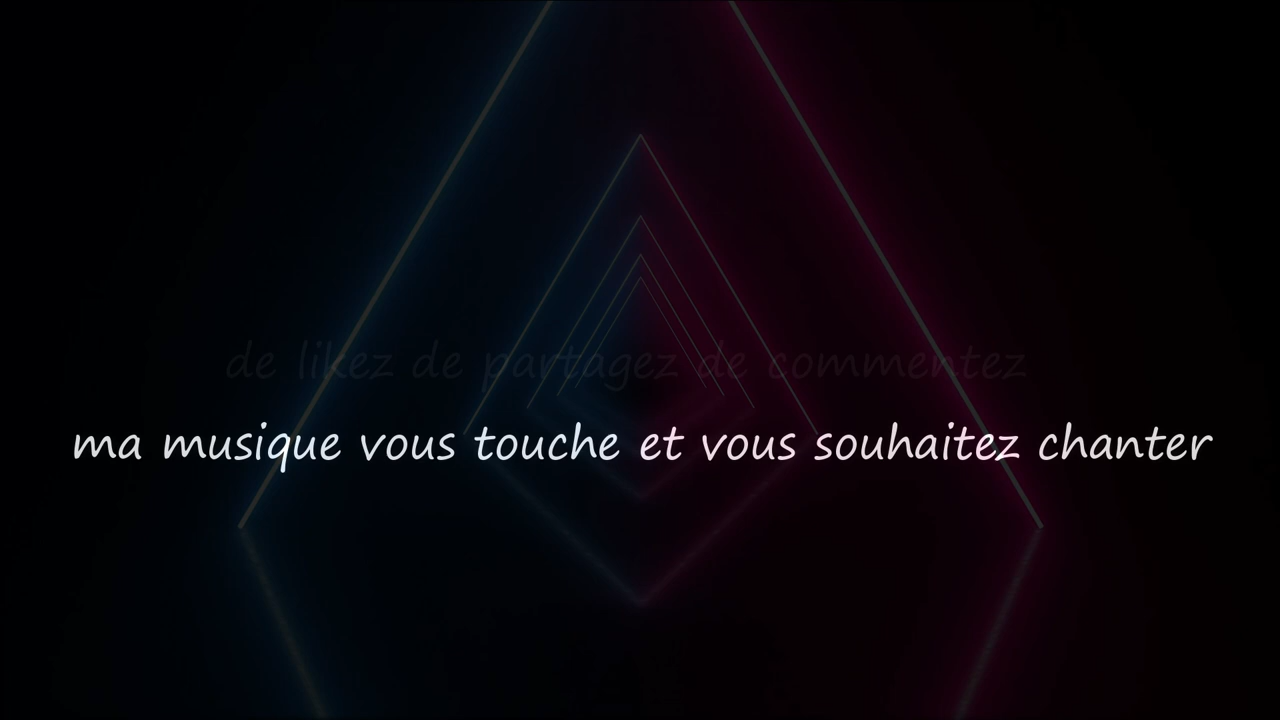 de likez de partagez de commentez
ma musique vous touche et vous souhaitez chanter